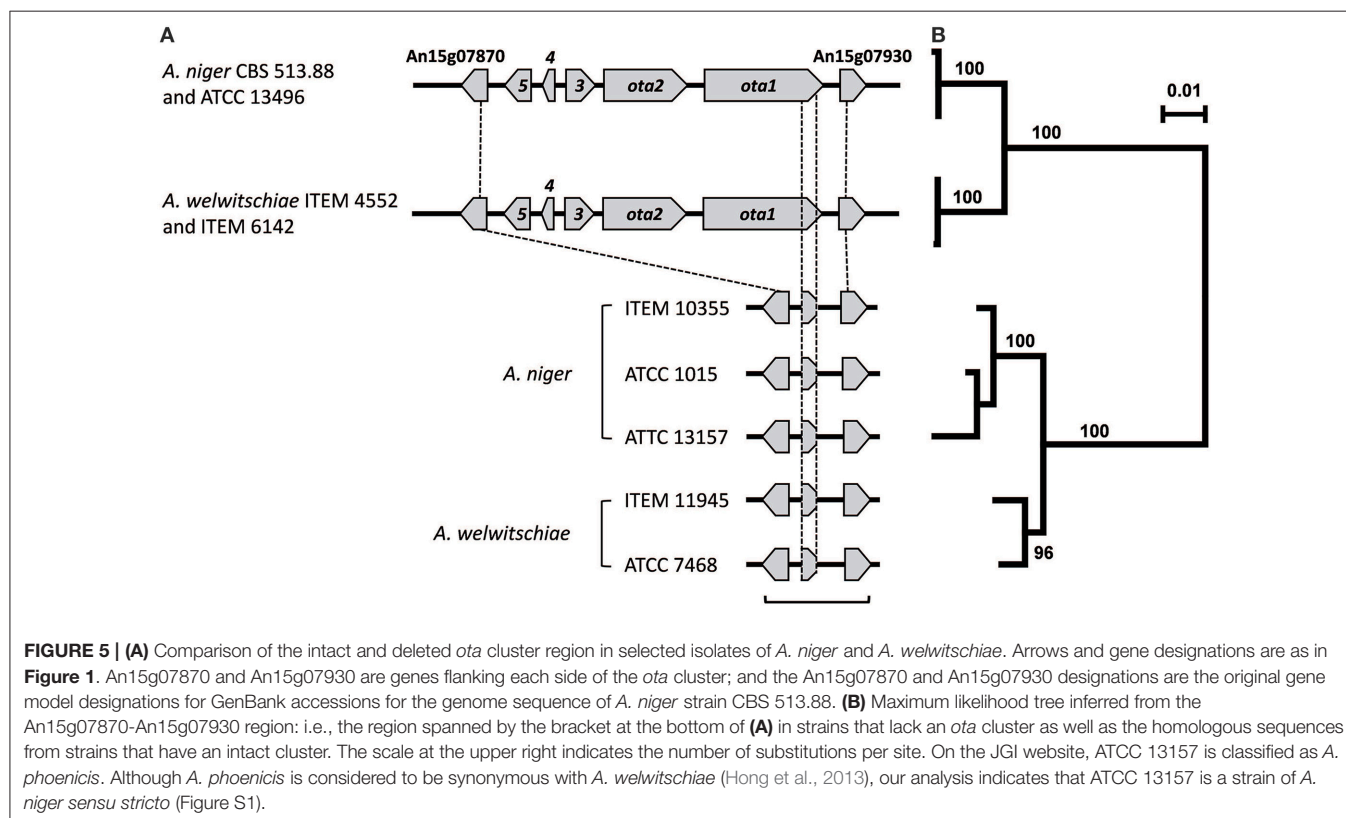 A
B
An15g07870
4
An15g07930
A. niger CBS 513.88
and ATCC 13496
5
3
ota2
ota1
100
0.01
100
4
A. welwitschiae ITEM 4552
and ITEM 6142
5
3
ota2
ota1
100
ITEM 10355
100
A. niger
ATCC 1015
ATTC 13157
100
ITEM 11945
A. welwitschiae
96
ATCC 7468
FIGURE 5 | (A) Comparison of the intact and deleted ota cluster region in selected isolates of A. niger and A. welwitschiae. Arrows and gene designations are as in
Figure 1. An15g07870 and An15g07930 are genes flanking each side of the ota cluster; and the An15g07870 and An15g07930 designations are the original gene
model designations for GenBank accessions for the genome sequence of A. niger strain CBS 513.88. (B) Maximum likelihood tree inferred from the
An15g07870-An15g07930 region: i.e., the region spanned by the bracket at the bottom of (A) in strains that lack an ota cluster as well as the homologous sequences
from strains that have an intact cluster. The scale at the upper right indicates the number of substitutions per site. On the JGI website, ATCC 13157 is classified as A.
phoenicis. Although A. phoenicis is considered to be synonymous with A. welwitschiae (Hong et al., 2013), our analysis indicates that ATCC 13157 is a strain of A.
niger sensu stricto (Figure S1).